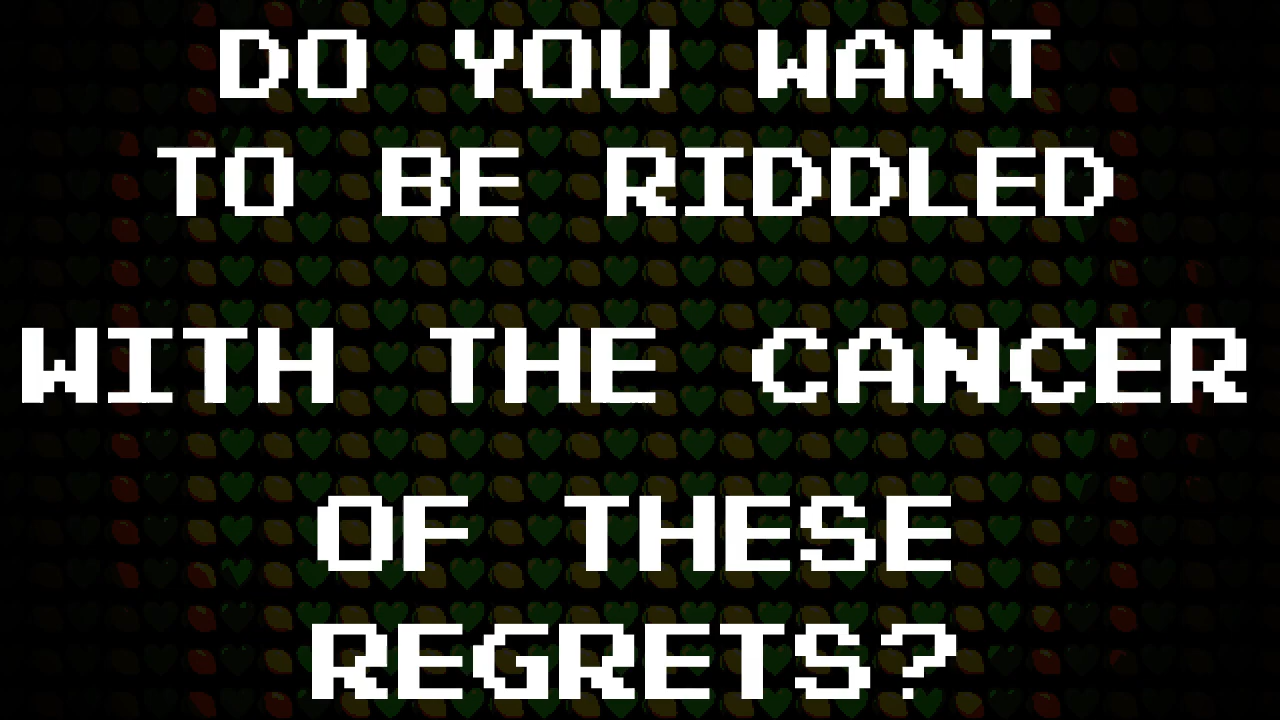 DO YOU WANT
TO BE RIDDLED
WITH THE CANCER
OF THESE
REGRETS?